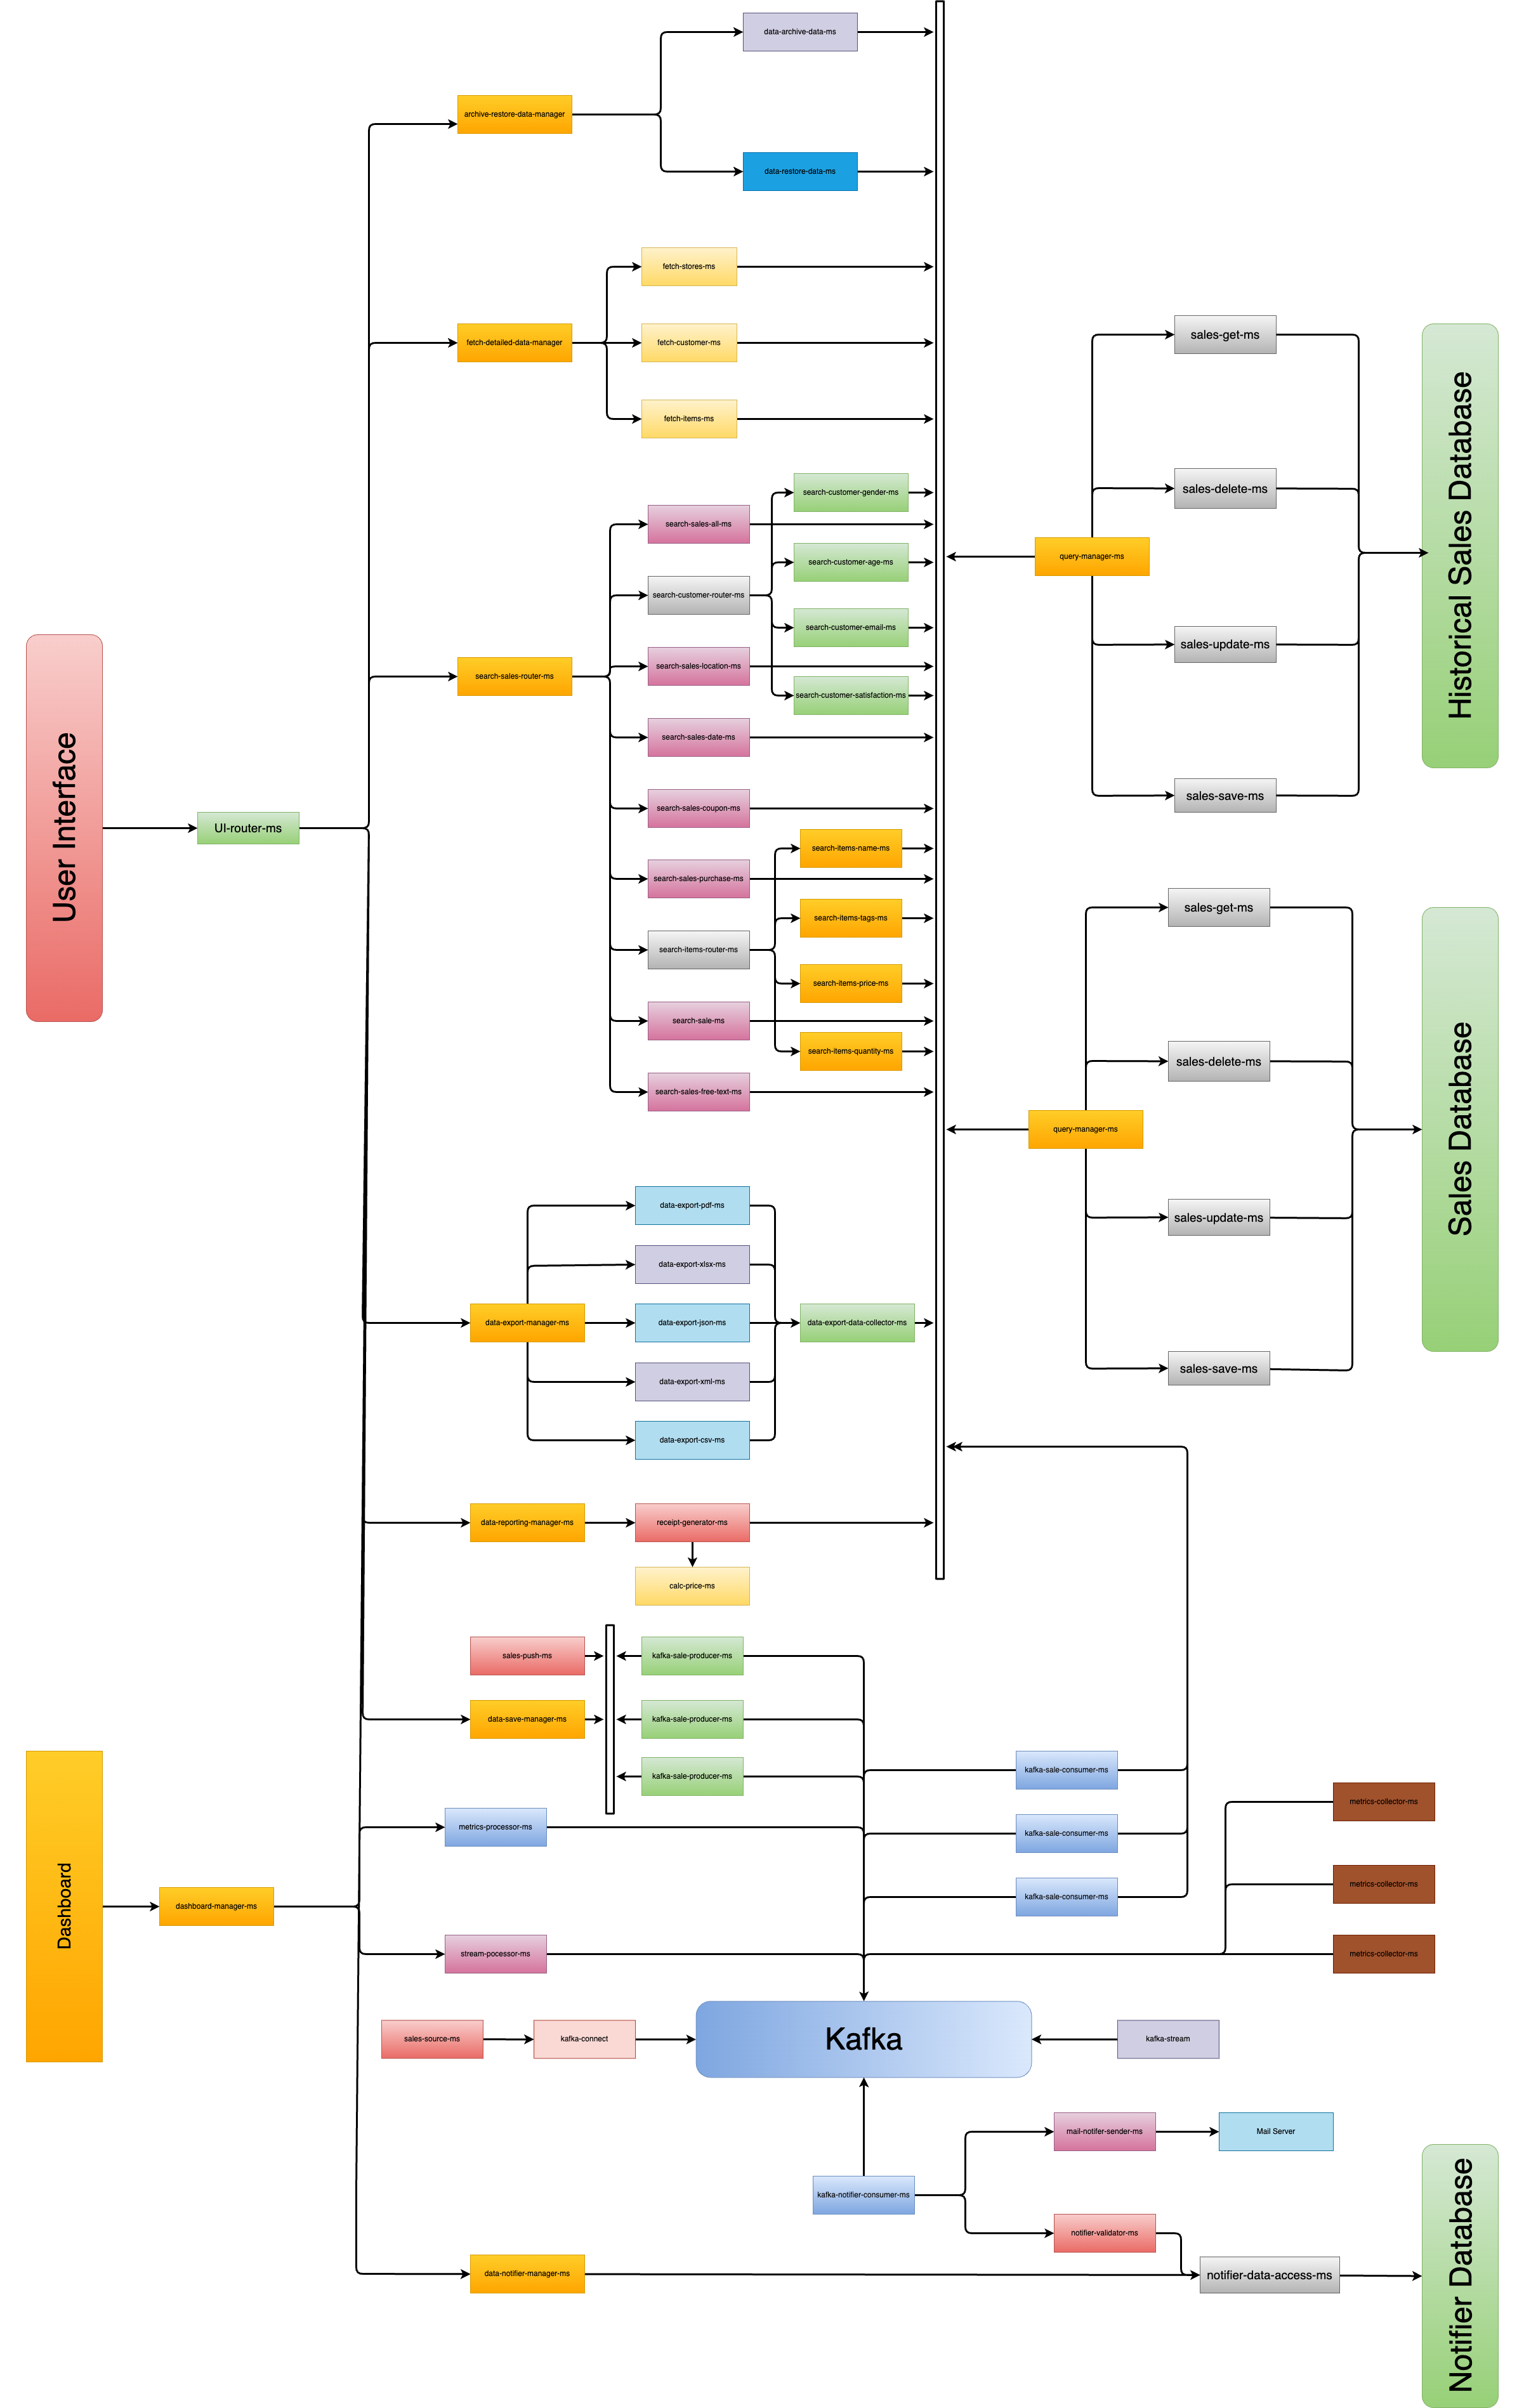 data-archive-data-ms
archive-restore-data-manager
data-restore-data-ms
fetch-stores-ms
fetch-detailed-data-manager
fetch-customer-ms
fetch-items-ms
sales-get-ms
Historical Sales Database
search-customer-gender-ms
sales-delete-ms
search-sales-all-ms
search-customer-age-ms
query-manager-ms
search-customer-router-ms
search-customer-email-ms
sales-update-ms
search-sales-location-ms
search-sales-router-ms
search-customer-satisfaction-ms
search-sales-date-ms
sales-save-ms
search-sales-coupon-ms
User Interface
UI-router-ms
search-items-name-ms
search-sales-purchase-ms
sales-get-ms
search-items-tags-ms
search-items-router-ms
search-items-price-ms
search-sale-ms
search-items-quantity-ms
sales-delete-ms
search-sales-free-text-ms
query-manager-ms
Sales Database
data-export-pdf-ms
sales-update-ms
data-export-xlsx-ms
data-export-manager-ms
data-export-json-ms
data-export-data-collector-ms
sales-save-ms
data-export-xml-ms
data-export-csv-ms
data-reporting-manager-ms
receipt-generator-ms
calc-price-ms
sales-push-ms
kafka-sale-producer-ms
data-save-manager-ms
kafka-sale-producer-ms
kafka-sale-consumer-ms
kafka-sale-producer-ms
metrics-collector-ms
metrics-processor-ms
kafka-sale-consumer-ms
metrics-collector-ms
kafka-sale-consumer-ms
Dashboard
dashboard-manager-ms
stream-pocessor-ms
metrics-collector-ms
sales-source-ms
kafka-connect
Kafka
kafka-stream
mail-notifer-sender-ms
Mail Server
kafka-notifier-consumer-ms
notifier-validator-ms
data-notifier-manager-ms
notifier-data-access-ms
Notifier Database